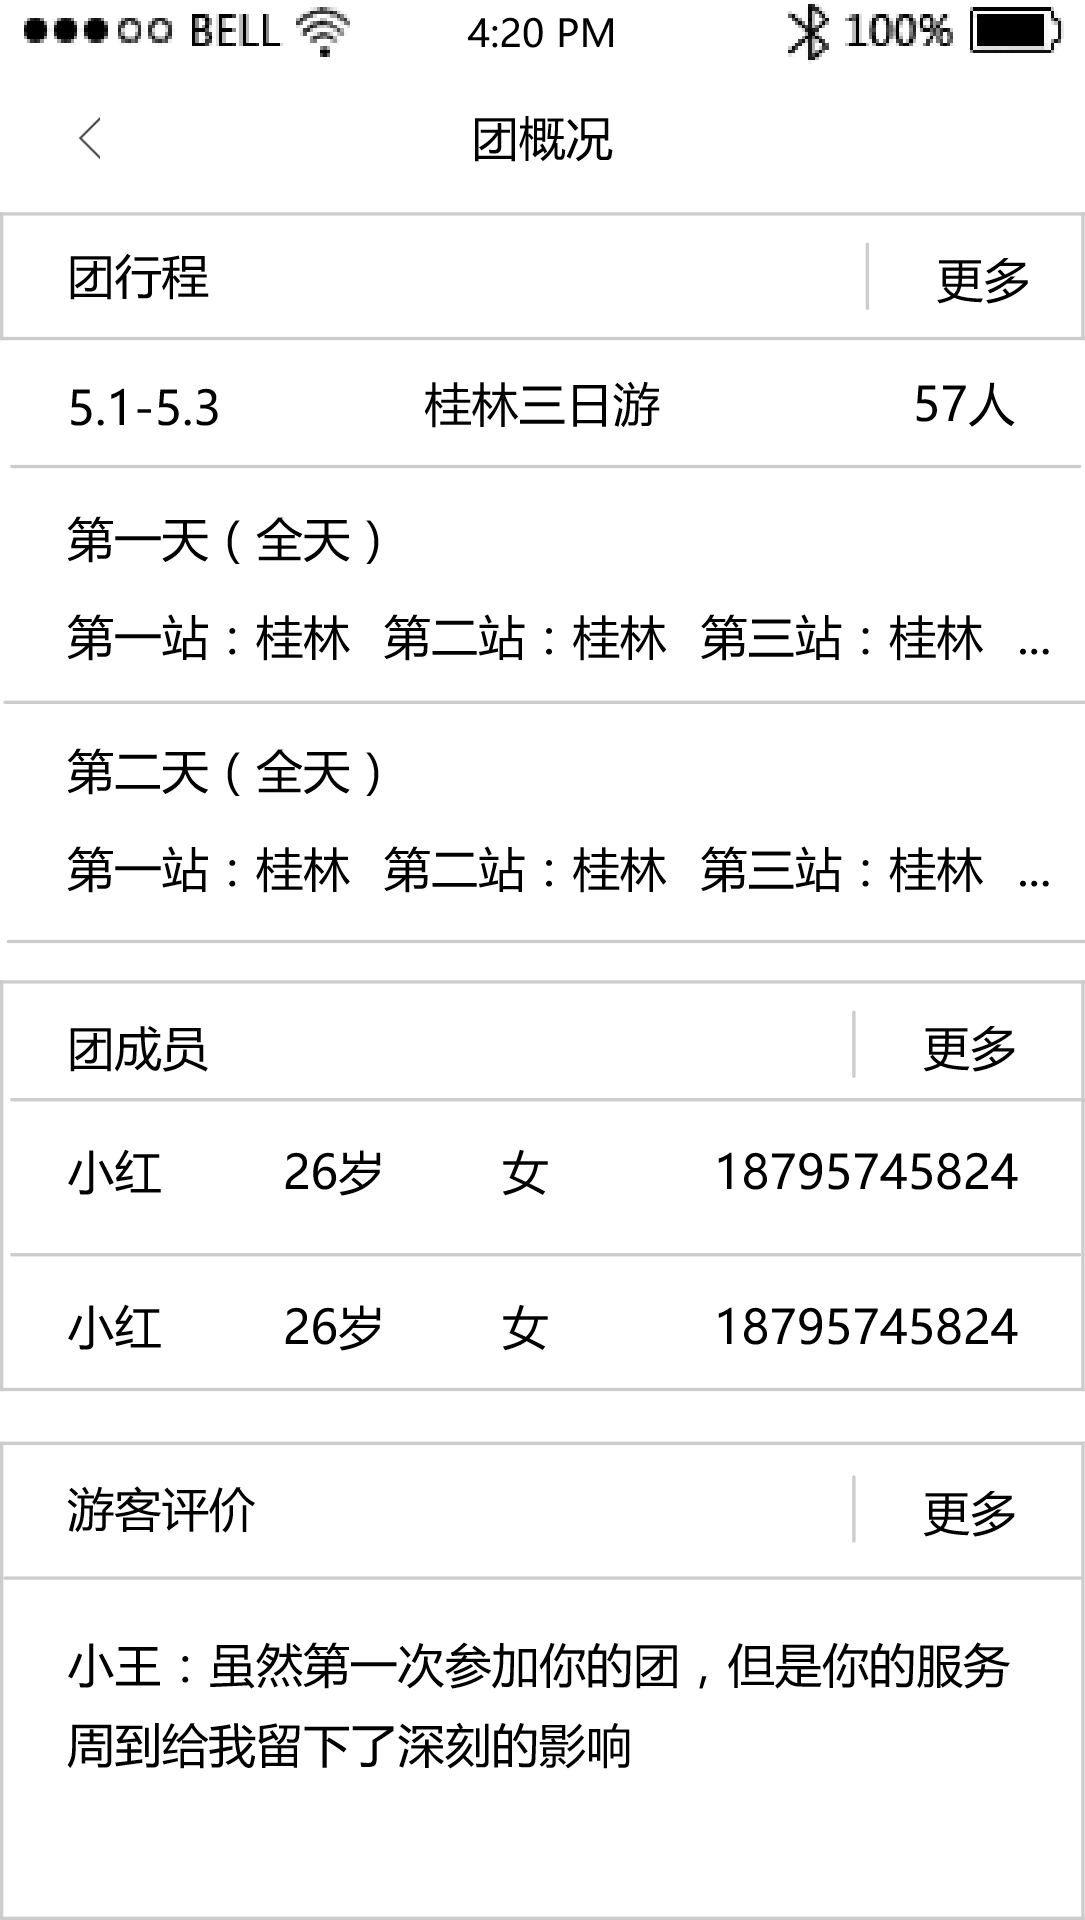 BELL 4:20 PM 100%
团概况
团行程 更多
5.1-5.3 桂林三日游 57人
第一天（全天）
第一站：桂林 第二站：桂林 第三站：桂林 ...
第二天（全天）
第一站：桂林 第二站：桂林 第三站：桂林 ...
团成员 更多
小红 26岁 女 18795745824
小红 26岁 女 18795745824
游客评价 更多
小王：虽然第一次参加你的团，但是你的服务
周到给我留下了深刻的影响